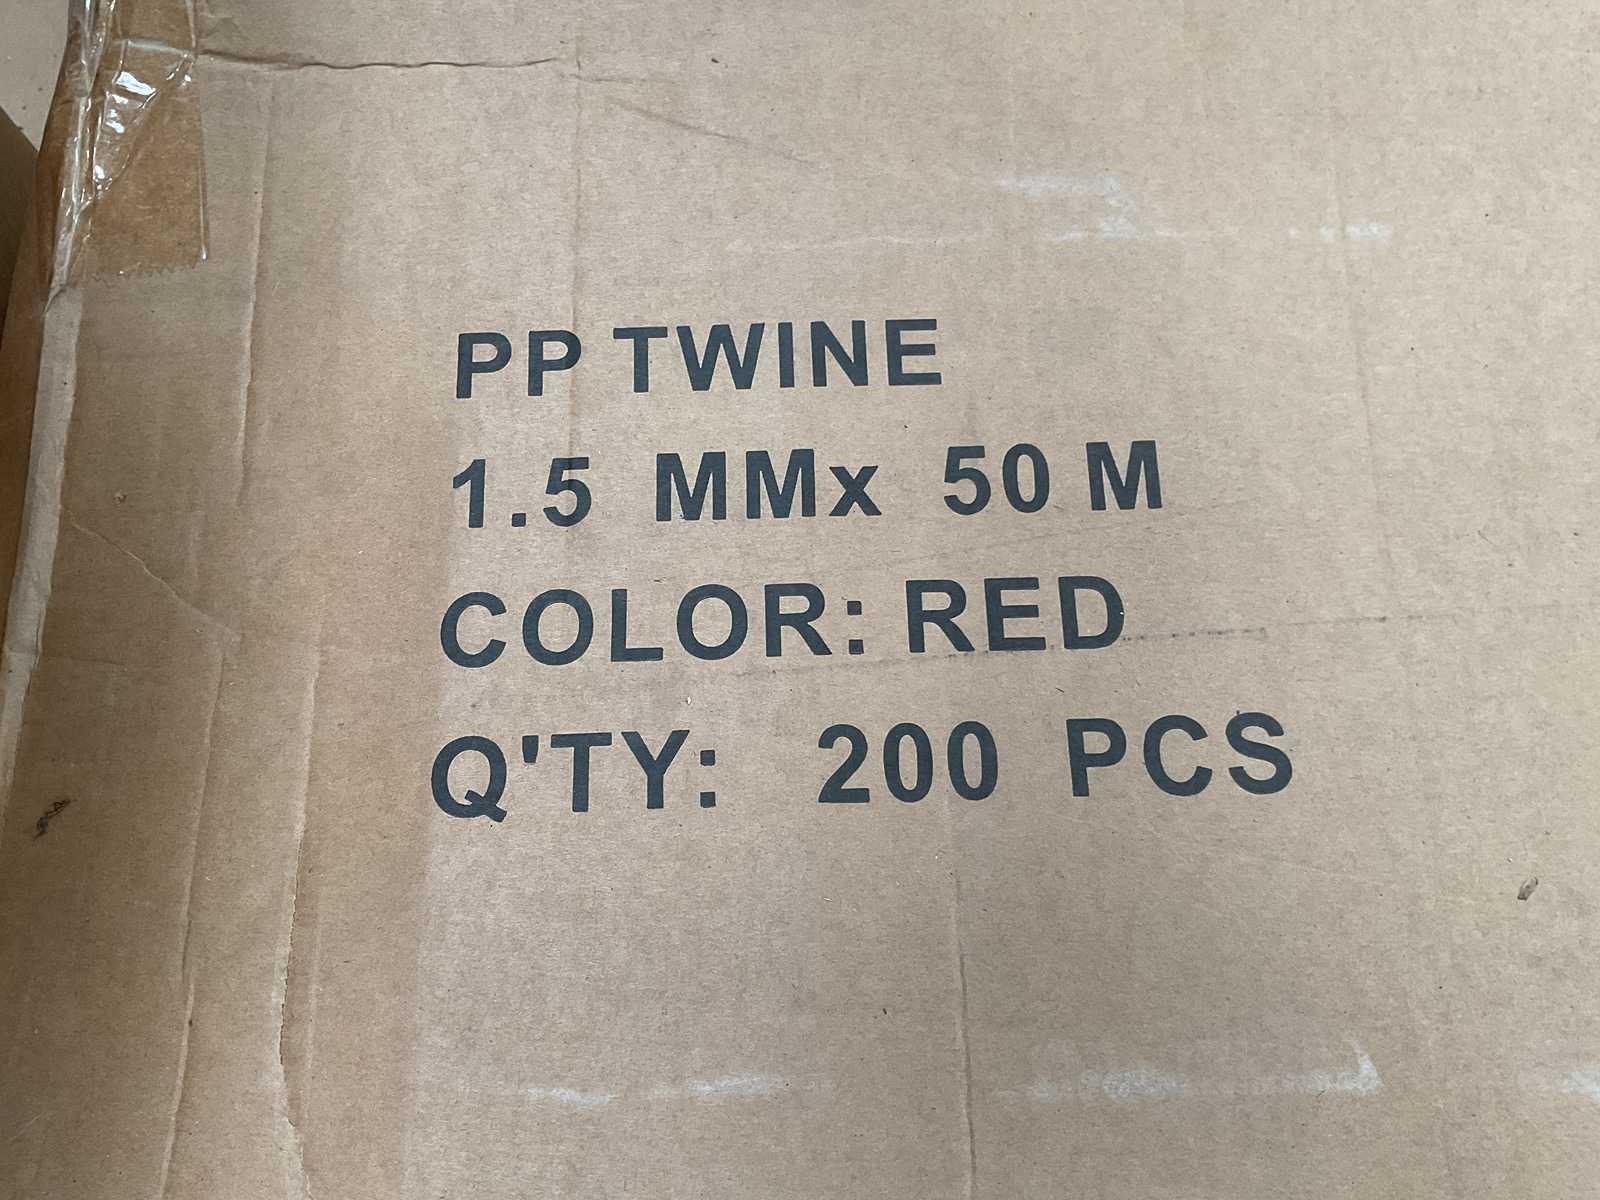 PP TWINE
1.5 MMx 50 M
COLOR: RED
Q'TY: 200 PCS